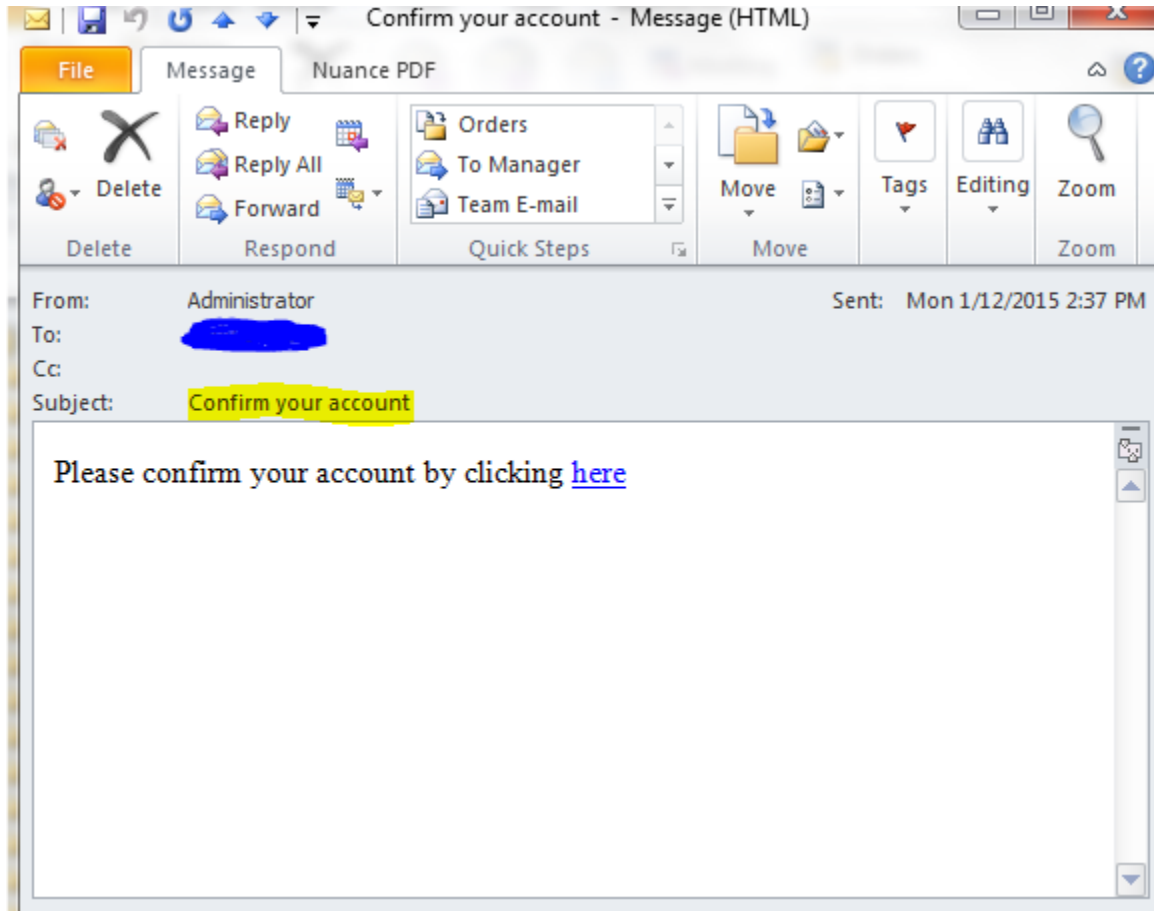 Confirm your account - Message (HTML)
File Message Nuance PDF
Reply Orders
Reply All To Manager
Delete Forward Team E-mail Move Tags Editing Zoom
Delete Respond Quick Steps Move Zoom
From: Administrator Sent: Mon 1/12/2015 2:37 PM
To:
Cc:
Subject: Confirm your account
Please confirm your account by clicking here